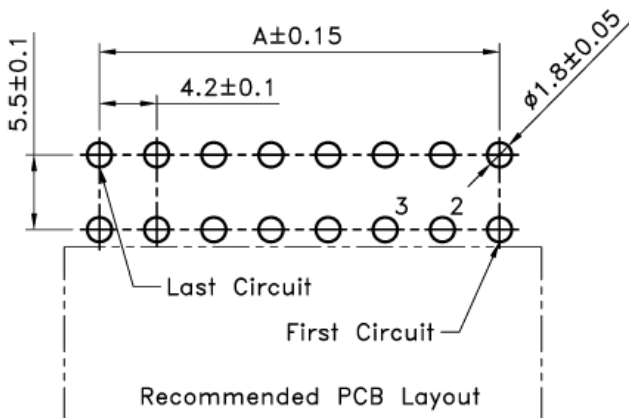 A±0.15
4.2±0.1
ø1.8±0.05
5.5±0.1
3 2
Last Circuit
First Circuit
Recommended PCB Layout